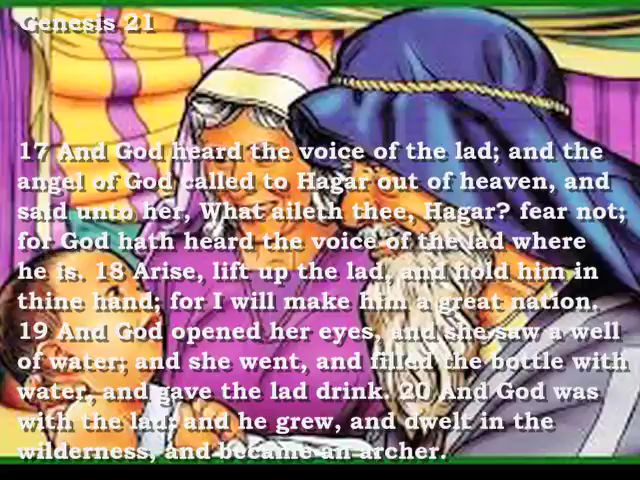 Genesis 21
17 And God heard the voice of the lad; and the
angel of God called to Hagar out of heaven, and
said unto her, What aileth thee, Hagar? fear not;
for God hath heard the voice of the lad where
he is. 18 Arise, lift up the lad, and hold him in
thine hand; for I will make him a great nation.
19 And God opened her eyes, and she saw a well
of water; and she went, and filled the bottle with
water, and gave the lad drink. 20 And God was
with the lad; and he grew, and dwelt in the
wilderness, and became an archer.